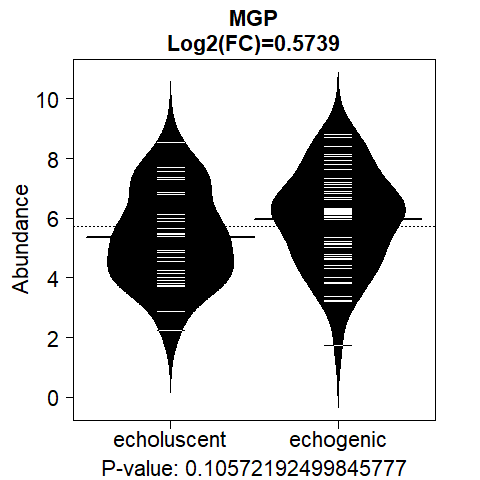 MGP
Log2(FC)=0.5739
Abundance
10
8
6
4
2
0
echoluscent echogenic
P-value: 0.10572192499845777